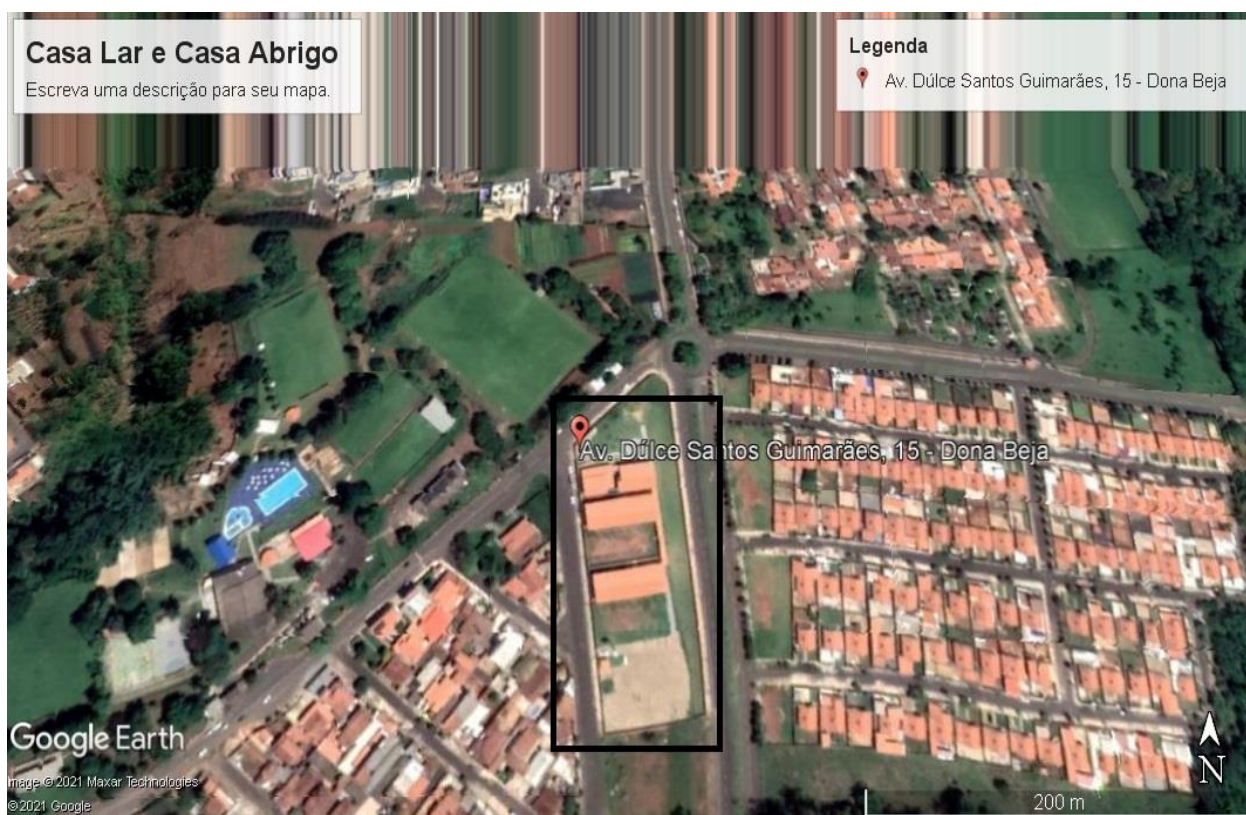 Casa Lar e Casa Abrigo
Escreva uma descrição para seu mapa.
Legenda
Av. Dúlce Santos Guimarães, 15 - Dona Beja
Av. Dúlce Santos Guimarães, 15 - Dona Beja
Google Earth
Image © 2021 Maxar Technologies
© 2021 Google
N
200 m